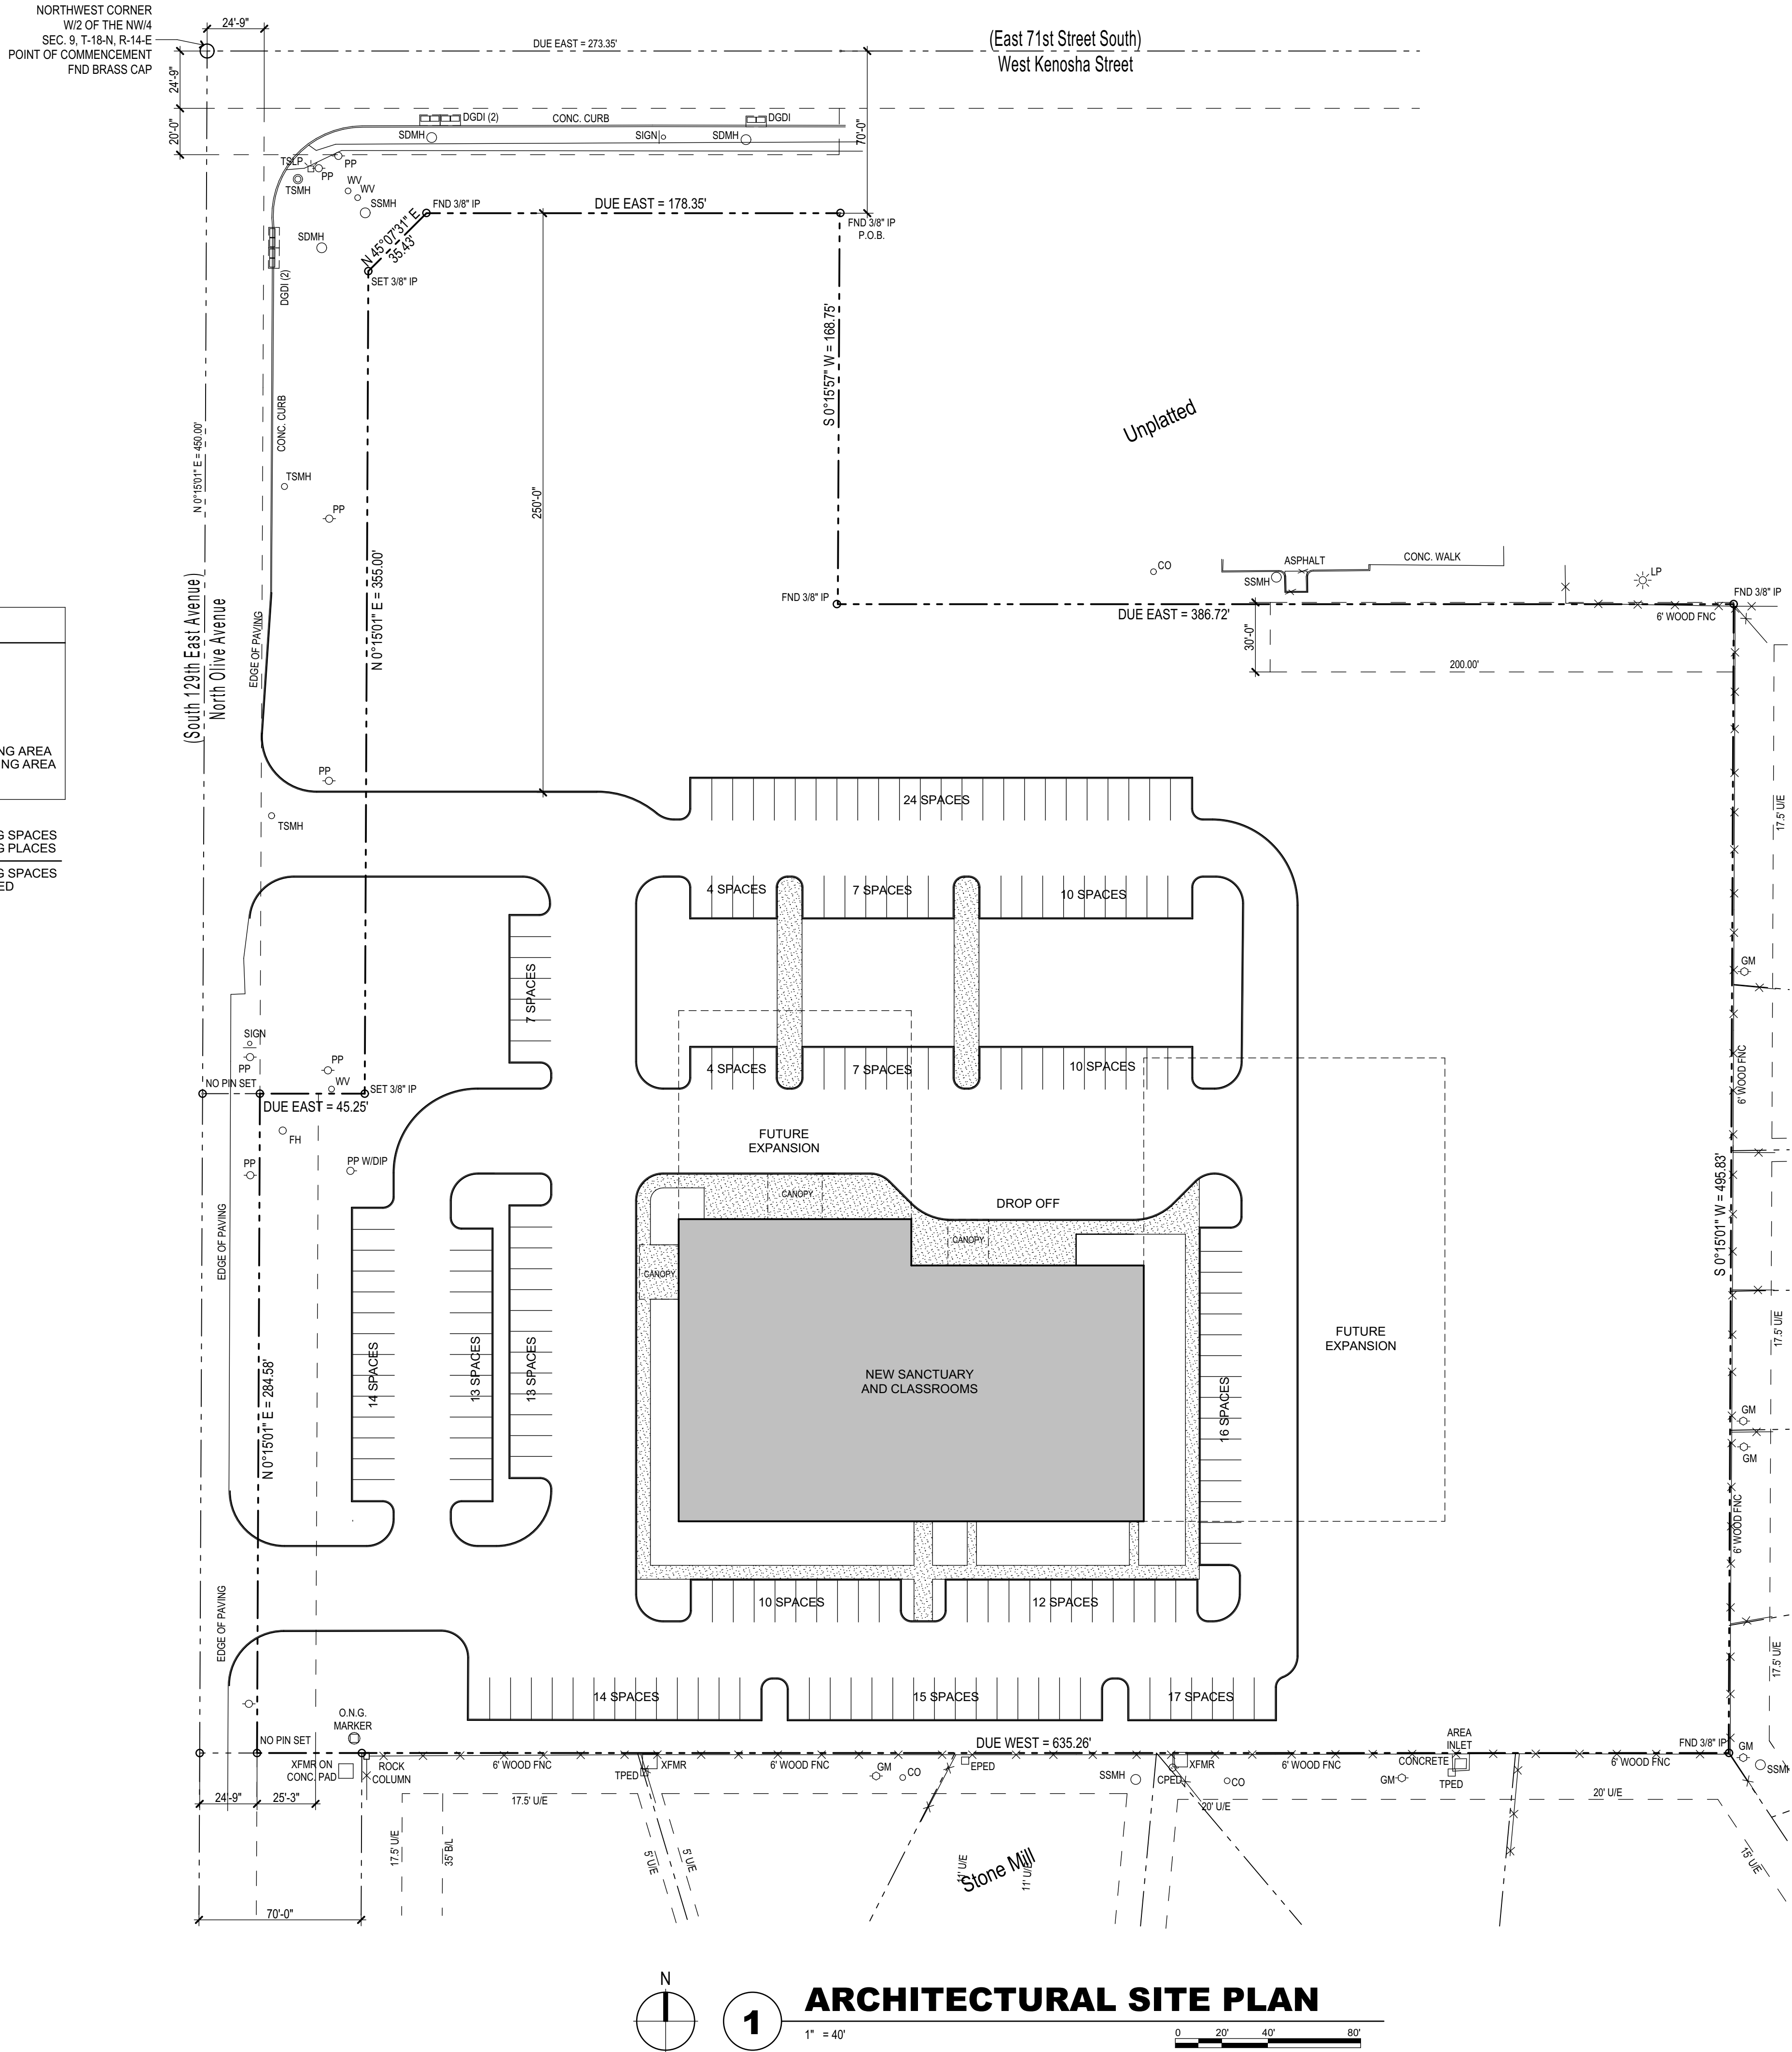 NORTHWEST CORNER
W/2 OF THE NW/4
SEC. 9, T-18-N, R-14-E
POINT OF COMMENCEMENT
FND BRASS CAP
24'-9"
DUE EAST = 273.35'
(East 71st Street South)
West Kenosha Street
24'-9"
20'-0"
70'-0"
DGDI (2)
CONC. CURB
DGDI
SDMH
SIGN
SDMH
TSLP
PP
PP
TSMH
WV
WV
SSMH
SDMH
DGDI (2)
FND 3/8" IP
DUE EAST = 178.35'
FND 3/8" IP
P.O.B.
N 45°07'31" E
35.43'
SET 3/8" IP
S 0°15'57" W = 168.75'
Unplatted
CONC. CURB
N 0°15'01" E = 450.00'
TSMH
PP
250'-0"
N 0°15'01" E = 355.00'
(South 129th East Avenue)
North Olive Avenue
EDGE OF PAVING
FND 3/8" IP
CO
ASPHALT
CONC. WALK
SSMH
LP
FND 3/8" IP
DUE EAST = 386.72'
6' WOOD FNC
30'-0"
200.00'
17.5' U/E
NG AREA
NG AREA
G SPACES
G PLACES
G SPACES
ED
PP
TSMH
24 SPACES
4 SPACES
7 SPACES
10 SPACES
7 SPACES
4 SPACES
7 SPACES
10 SPACES
GM
6' WOOD FNC
SIGN
PP
PP
WV
NO PIN SET
SET 3/8" IP
DUE EAST = 45.25'
FH
PP
PP W/DIP
FUTURE
EXPANSION
CANOPY
DROP OFF
CANOPY
CANOPY
S 0°15'01" W = 495.83'
EDGE OF PAVING
N 0°15'01" E = 284.58'
14 SPACES
13 SPACES
13 SPACES
NEW SANCTUARY
AND CLASSROOMS
16 SPACES
FUTURE
EXPANSION
17.5' U/E
GM
GM
6' WOOD FNC
10 SPACES
12 SPACES
EDGE OF PAVING
17.5' U/E
14 SPACES
15 SPACES
17 SPACES
O.N.G.
MARKER
NO PIN SET
DUE WEST = 635.26'
AREA
INLET
FND 3/8" IP
GM
XFMR ON
CONC. PAD
ROCK
COLUMN
6' WOOD FNC
TPED
XFMR
6' WOOD FNC
GM
CO
EPED
SSMH
CPED
XFMR
CO
6' WOOD FNC
GM
CONCRETE
TPED
6' WOOD FNC
SSMH
24'-9"
25'-3"
17.5' U/E
20' U/E
20' U/E
17.5' U/E
35' B/L
5' U/E
5' U/E
11' U/E
Stone Mill
11' U/E
15' U/E
70'-0"
N
1
ARCHITECTURAL SITE PLAN
1" = 40'
0
20'
40'
80'